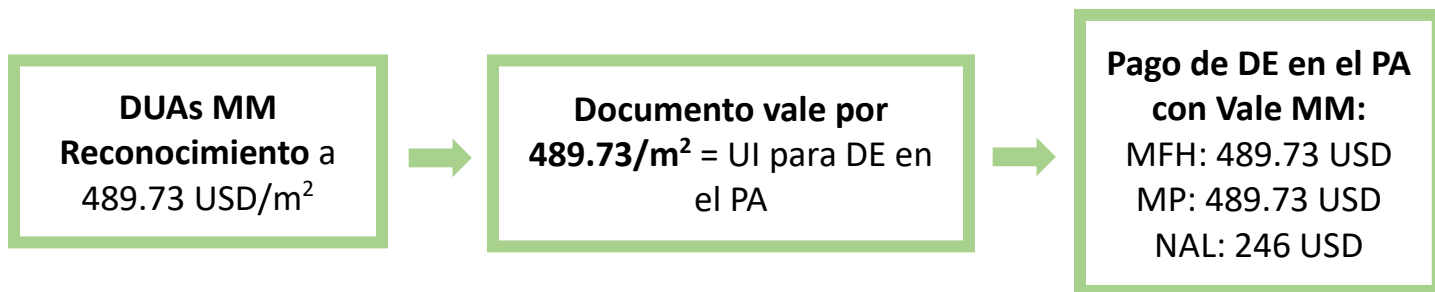 DUAs MM
Reconocimiento a
489.73 USD/m²
Documento vale por
489.73/m² = UI para DE en
el PA
Pago de DE en el PA
con Vale MM:
MFH: 489.73 USD
MP: 489.73 USD
NAL: 246 USD